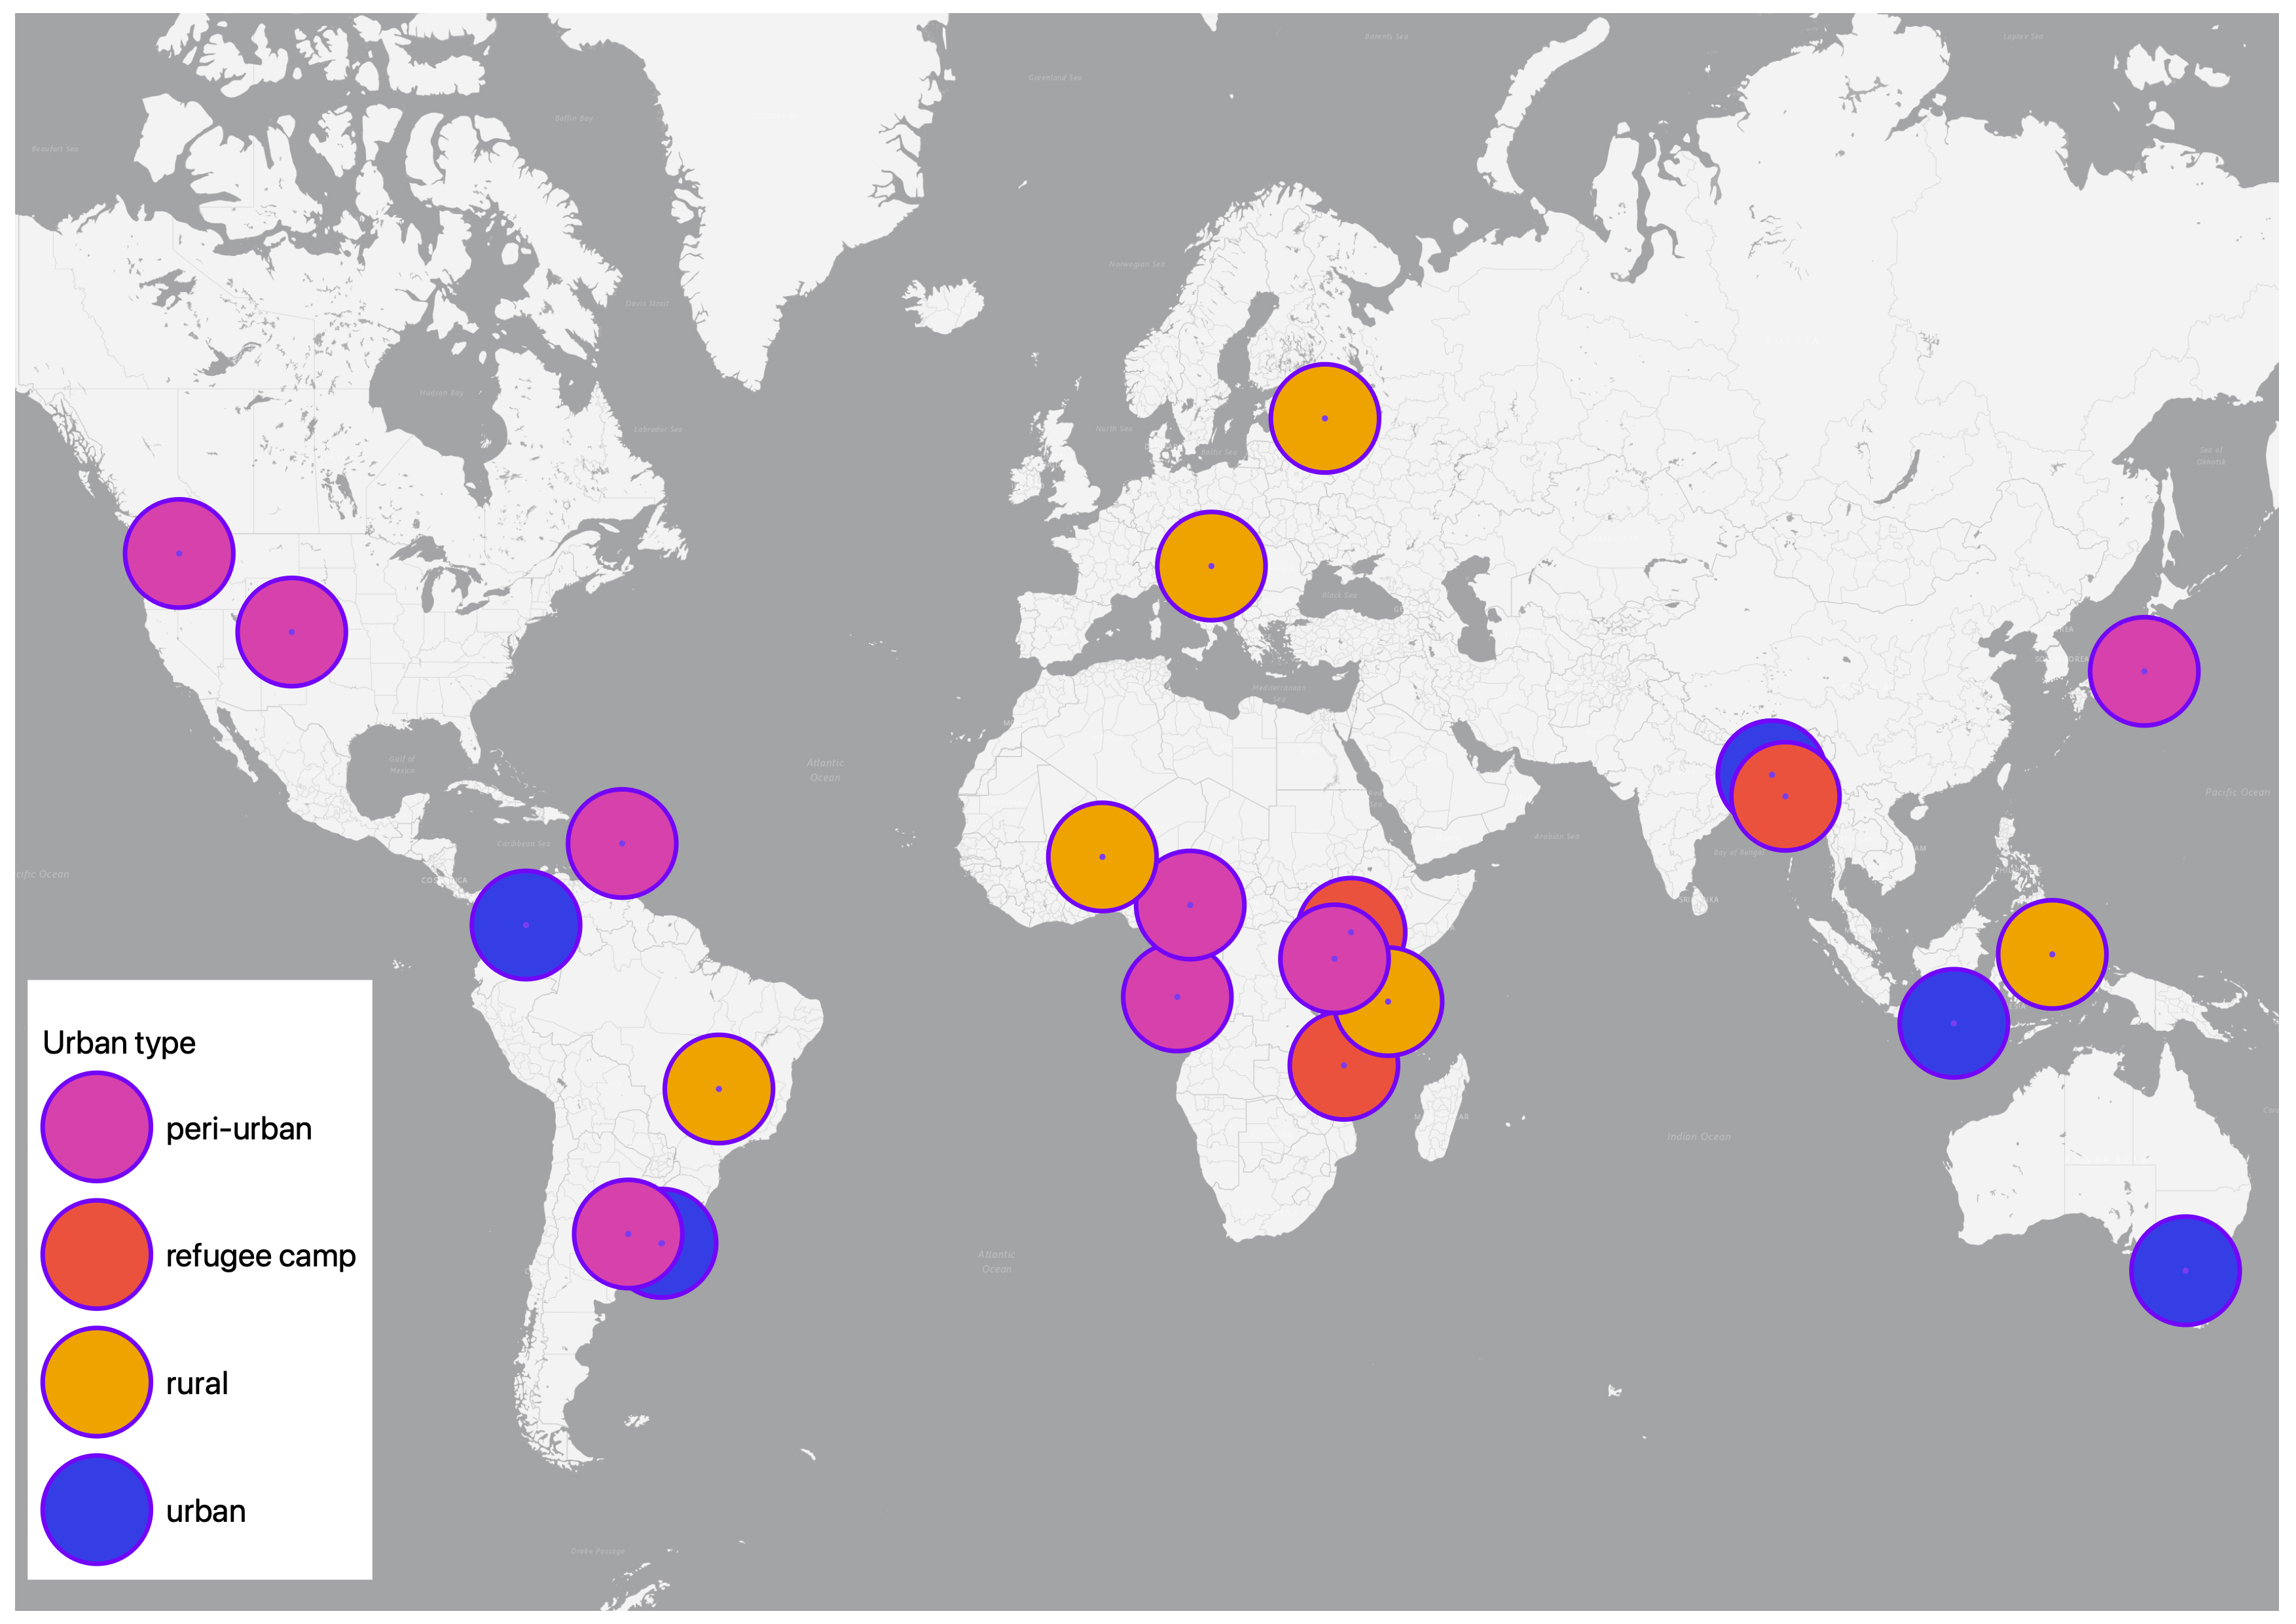 Barents Sea
Laptev Sea
Greenland Sea
Baffin Bay
Beaufort Sea
Norwegian Sea
Davis Strait
Hudson Bay
Labrador Sea
North Sea
Baltic Sea
Sea of
Okhotsk
Black Sea
Mediterranean
Sea
Gulf of
Mexico
Atlantic
Ocean
Pacific Ocean
Arabian Sea
Caribbean Sea
Bay of Bengal
cific Ocean
Urban type
peri-urban
refugee camp
rural
urban
Indian Ocean
Atlantic
Ocean
Drake Passage